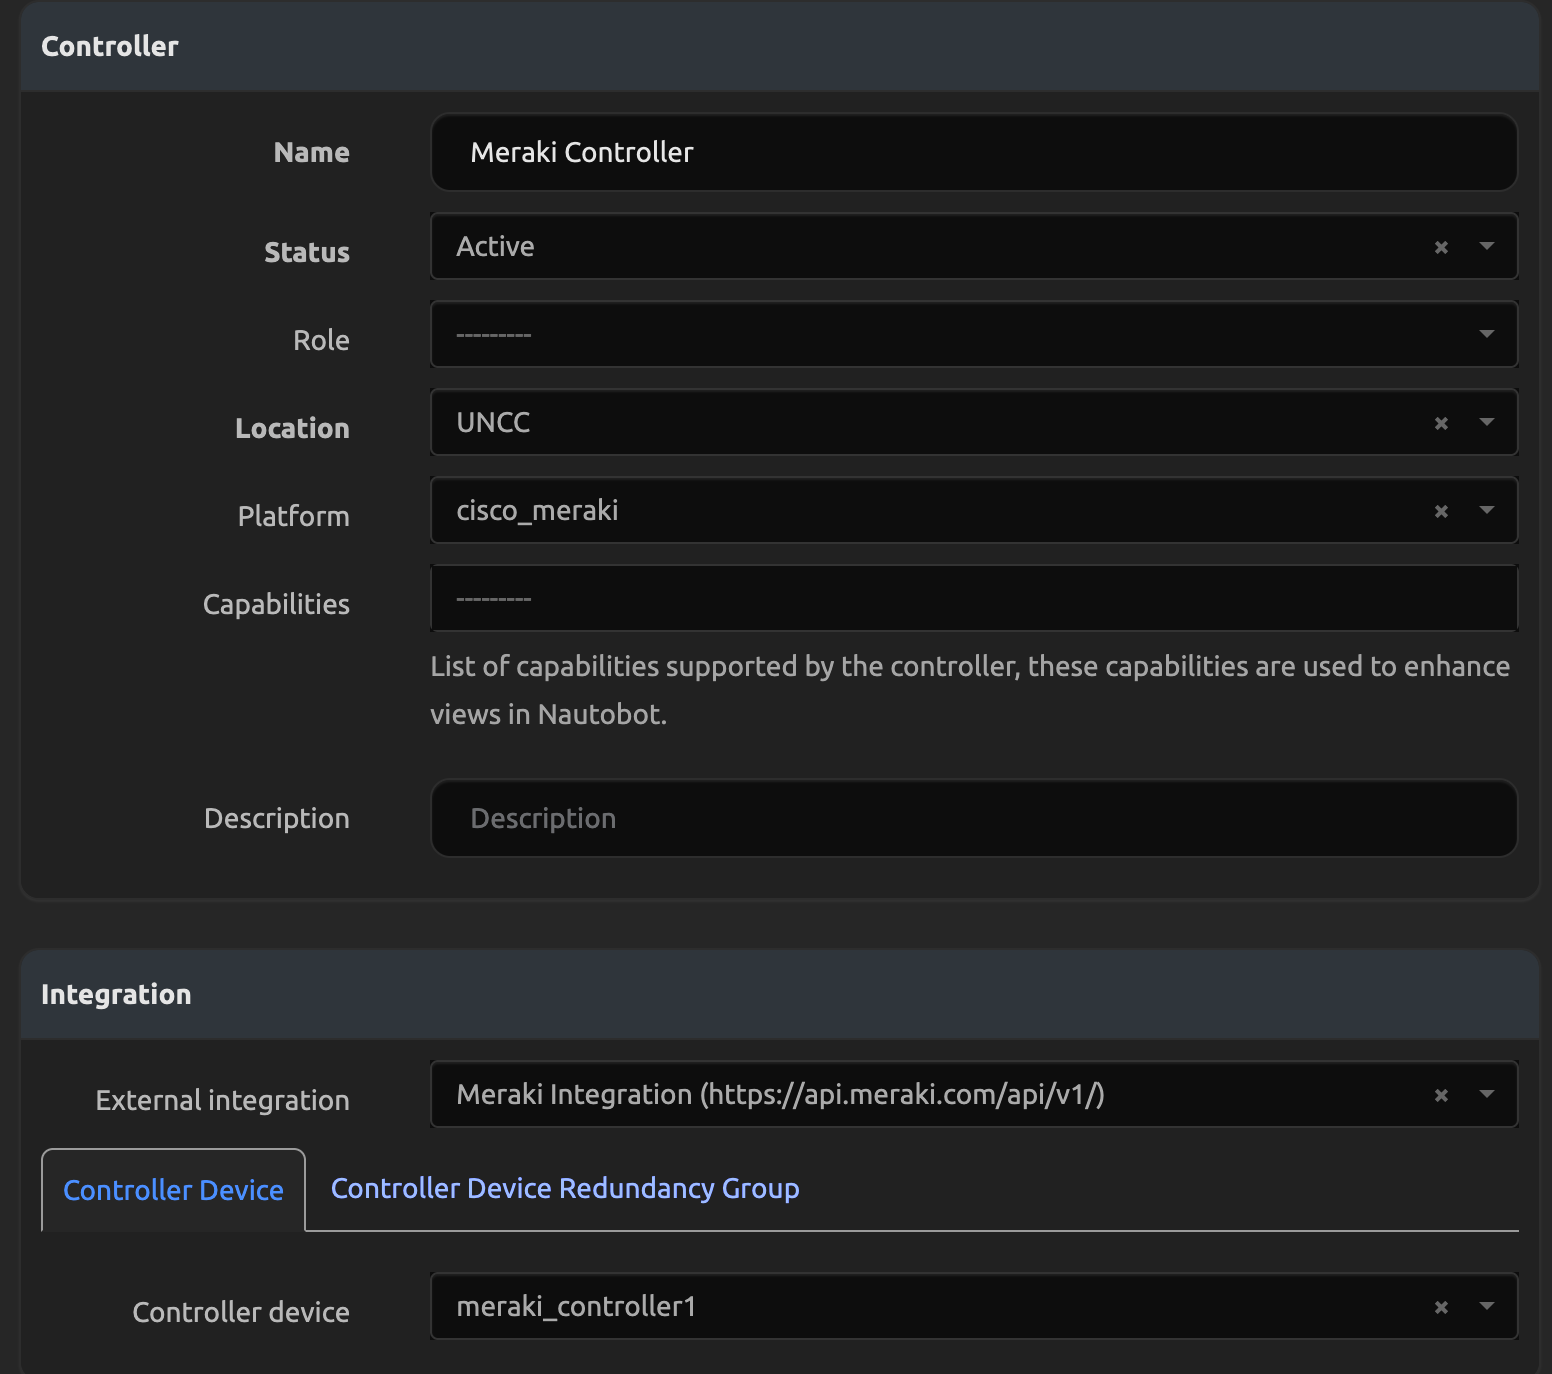 Controller
Name Meraki Controller
Status Active
Role ---------
Location UNCC
Platform cisco_meraki
Capabilities ---------
List of capabilities supported by the controller, these capabilities are used to enhance
views in Nautobot.
Description Description
Integration
External integration Meraki Integration (https://api.meraki.com/api/v1/)
Controller Device Controller Device Redundancy Group
Controller device meraki_controller1